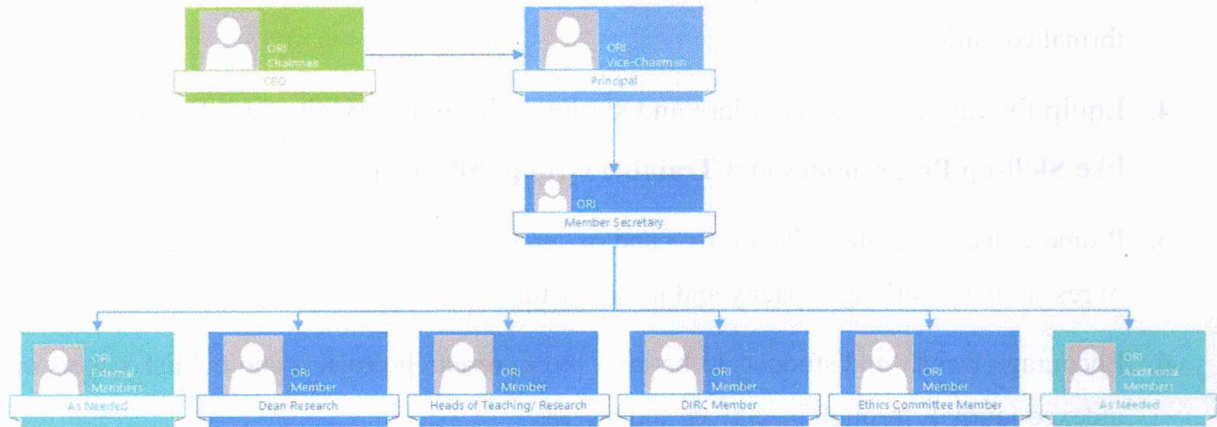 ORI
Chairman
CEO
ORI
Vice-Chairman
Principal
ORI
Member Secretary
ORI
External
Members
As Needed
ORI
Member
Dean Research
ORI
Member
Heads of Teaching/ Research
ORI
Member
DIRC Member
ORI
Member
Ethics Committee Member
ORI
Additional
Members
As Needed